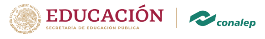 EDUCACIÓN
SECRETARÍA DE EDUCACIÓN PÚBLICA
conalep